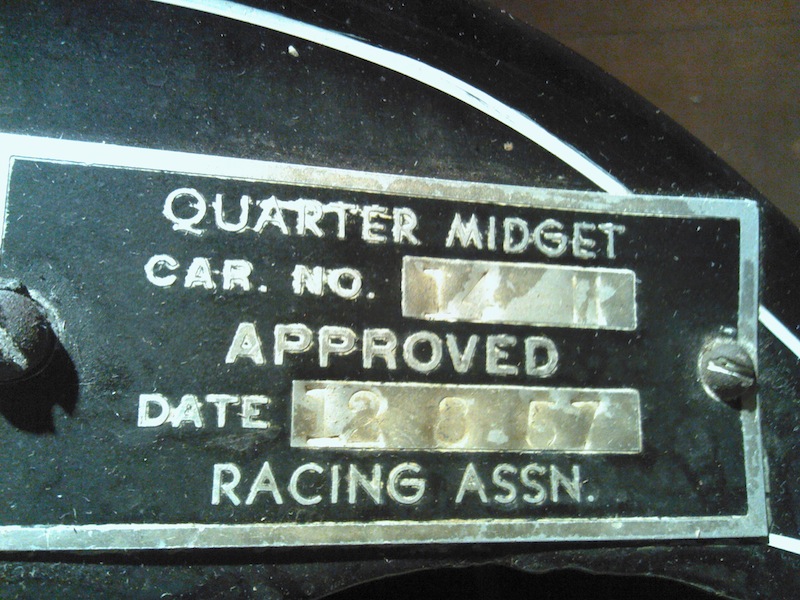 QUARTER MIDGET
CAR. NO. 14 H
APPROVED
DATE 12 8.57
RACING ASSN.